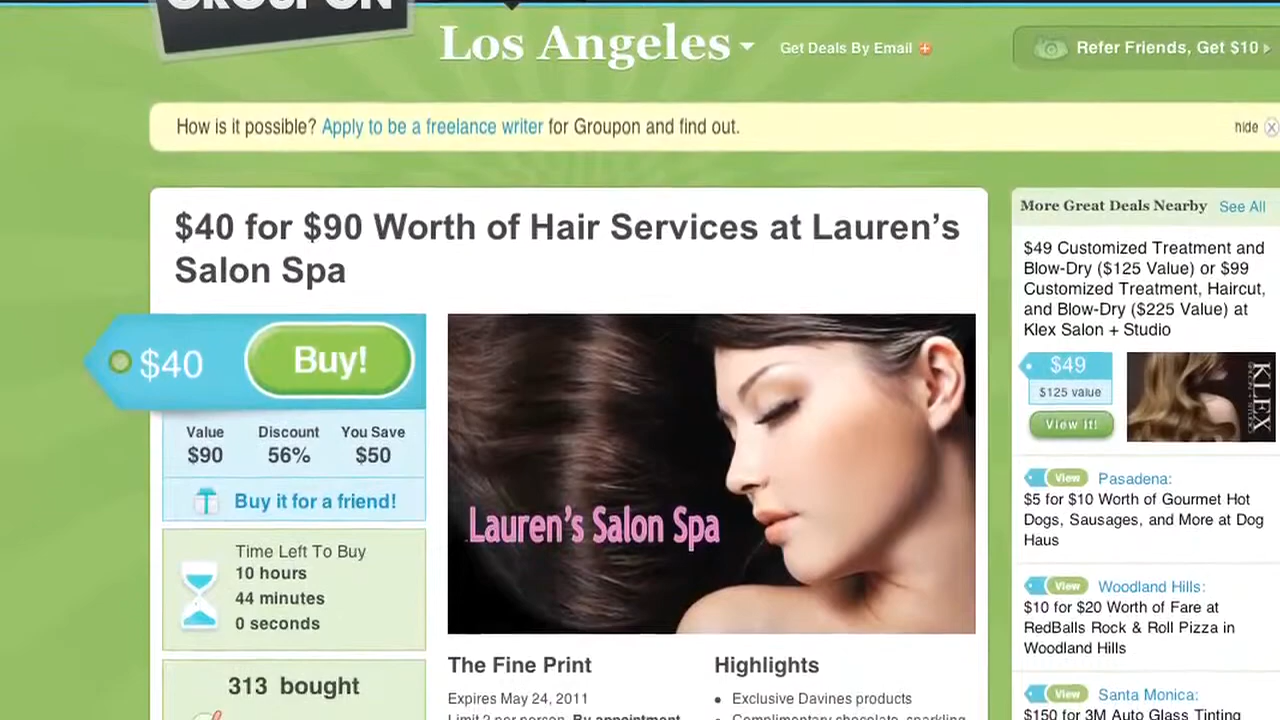 GROUPON
Los Angeles
Get Deals By Email
Refer Friends, Get $10
How is it possible? Apply to be a freelance writer for Groupon and find out.
hide
$40 for $90 Worth of Hair Services at Lauren's
Salon Spa
$40
Buy!
Value
Discount
You Save
$90
56%
$50
Buy it for a friend!
Time Left To Buy
10 hours
44 minutes
0 seconds
313 bought
Lauren's Salon Spa
The Fine Print
Expires May 24, 2011
Limit 2 per person. By appointment
Highlights
• Exclusive Davines products
• Complimentary chocolate, sparkling
More Great Deals Nearby
See All
$49 Customized Treatment and
Blow-Dry ($125 Value) or $99
Customized Treatment, Haircut,
and Blow-Dry ($225 Value) at
Klex Salon + Studio
$49
$125 value
View It!
KLEX
SALON + STUDIO
View
Pasadena:
$5 for $10 Worth of Gourmet Hot
Dogs, Sausages, and More at Dog
Haus
View
Woodland Hills:
$10 for $20 Worth of Fare at
RedBalls Rock & Roll Pizza in
Woodland Hills
View
Santa Monica:
$150 for 3M Auto Glass Tinting